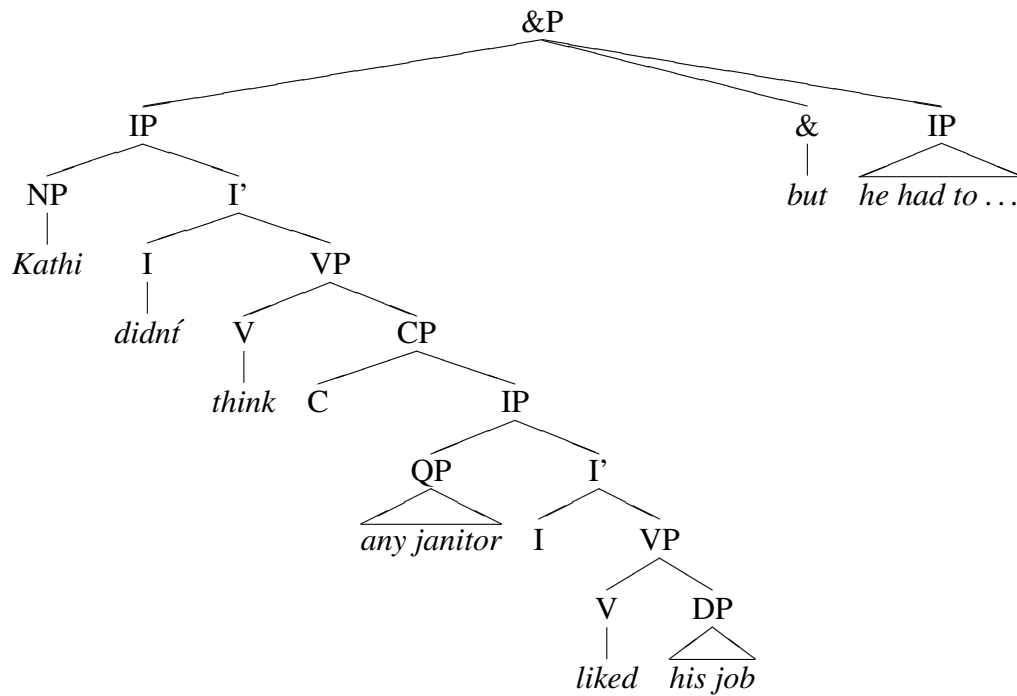 &P
IP & IP
NP I’ but he had to . . .
Kathi I VP
didn´t V CP
think C IP
QP I’
any janitor I VP
V DP
liked his job